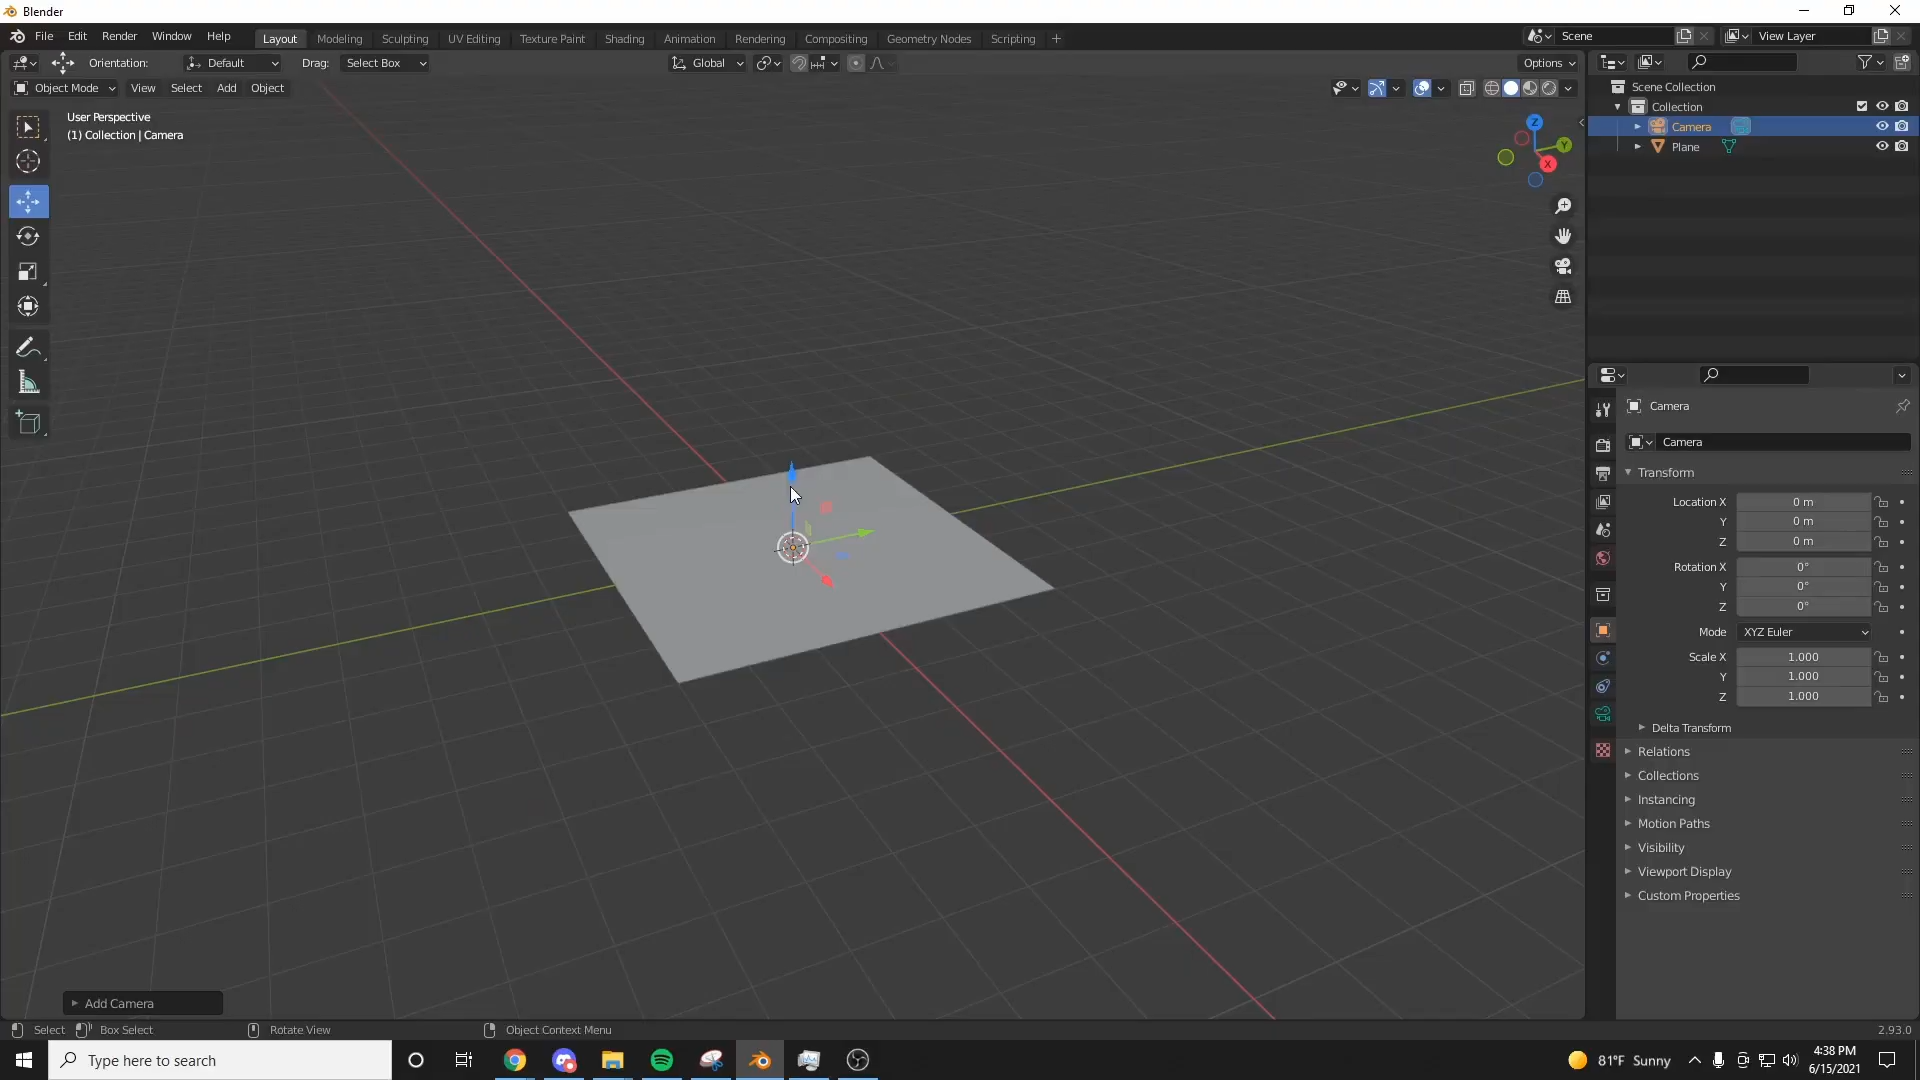 Blender
File Edit Render Window Help Layout Modeling Sculpting UV Editing Texture Paint Shading Animation Rendering Compositing Geometry Nodes Scripting + Scene View Layer
Orientation: Default Drag: Select Box Global Options
Object Mode View Select Add Object
User Perspective
(1) Collection | Camera
Z
Y
X
Scene Collection
Collection
Camera
Plane
Camera
Camera
Transform
Location X 0 m
Y 0 m
Z 0 m
Rotation X 0°
Y 0°
Z 0°
Mode XYZ Euler
Scale X 1.000
Y 1.000
Z 1.000
Delta Transform
Relations
Collections
Instancing
Motion Paths
Visibility
Viewport Display
Custom Properties
Add Camera
Select Box Select Rotate View Object Context Menu 2.93.0
Type here to search 81°F Sunny 4:38 PM
6/15/2021